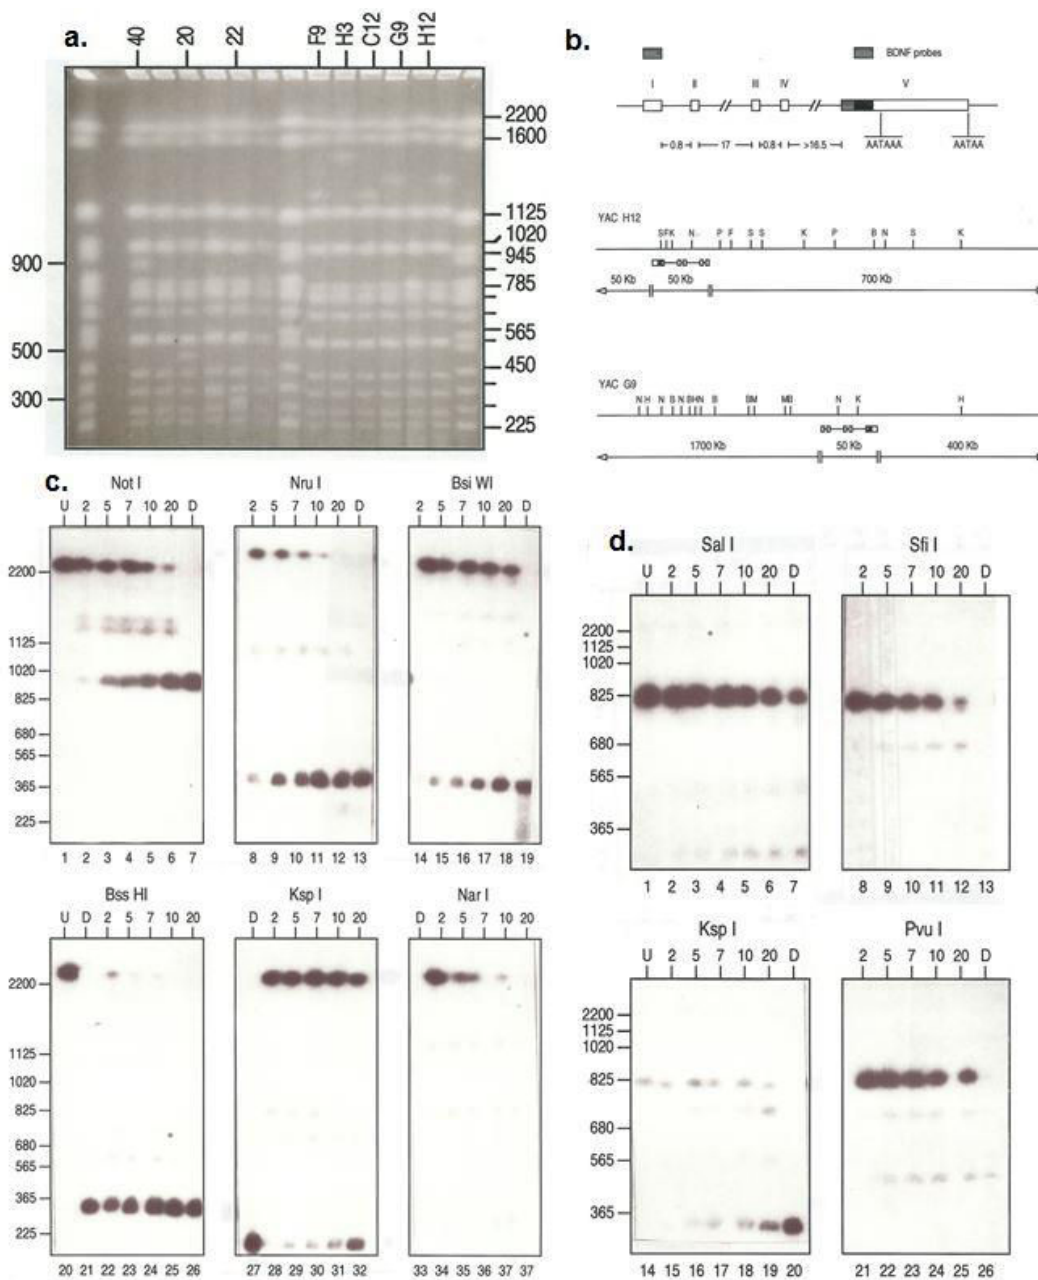 a.
40 20 22 F9 H3 C12 G9 H12
2200
1600
1125
1020
945
785
565
450
225
900
500
300
b.
BDNF probes
I II III IV V
0.8 17 0.8 >16.5 AATAAA AATAA
YAC H12
S F K N P F S S K P B N S K
50 Kb 50 Kb 700 Kb
YAC G9
N H N B N B H N B B M M B N K H
1700 Kb 50 Kb 400 Kb
c.
Not I Nru I Bsi WI
U 2 5 7 10 20 D 2 5 7 10 20 D 2 5 7 10 20 D
2200
1125
1020
825
680
565
365
225
1 2 3 4 5 6 7 8 9 10 11 12 13 14 15 16 17 18 19
Bss HI Ksp I Nar I
U D 2 5 7 10 20 D 2 5 7 10 20 D 2 5 7 10 20
2200
1125
1020
825
680
565
365
225
20 21 22 23 24 25 26 27 28 29 30 31 32 33 34 35 36 37 37
d.
Sal I Sfi I
U 2 5 7 10 20 D 2 5 7 10 20 D
2200
1125
1020
825
680
565
365
1 2 3 4 5 6 7 8 9 10 11 12 13
Ksp I Pvu I
U 2 5 7 10 20 D 2 5 7 10 20 D
2200
1125
1020
825
680
565
365
14 15 16 17 18 19 20 21 22 23 24 25 26